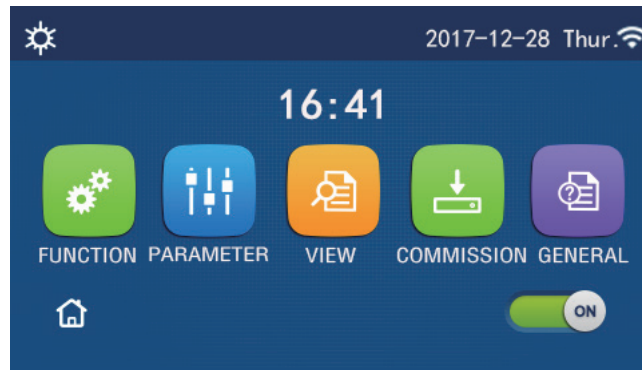 2017-12-28 Thur.
16:41
FUNCTION PARAMETER VIEW COMMISSION GENERAL
ON